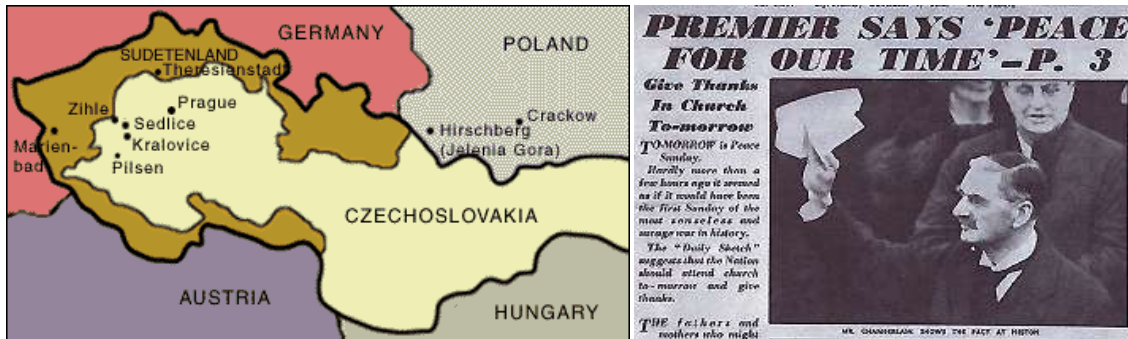 GERMANY
SUDETENLAND
Theresienstadt
POLAND
Prague
Zihle
Sedlice
Crackow
Hirschberg
(Jelenia Gora)
Marien-
bad
Kralovice
Pilsen
CZECHOSLOVAKIA
AUSTRIA
HUNGARY
PREMIER SAYS 'PEACE
FOR OUR TIME'–P. 3
Give Thanks
In Church
To-morrow
TO-MORROW is Peace
Sunday.
Hardly more than a
few hours ago it seemed
as if it would have been
the first Sunday of the
most senseless and
savage war in history.
The "Daily Sketch"
suggests that the Nation
should attend church
to-morrow and give
thanks.
THE fathers and
mothers who might
MR. CHAMBERLAIN SHOWS THE PACT AT HESTON